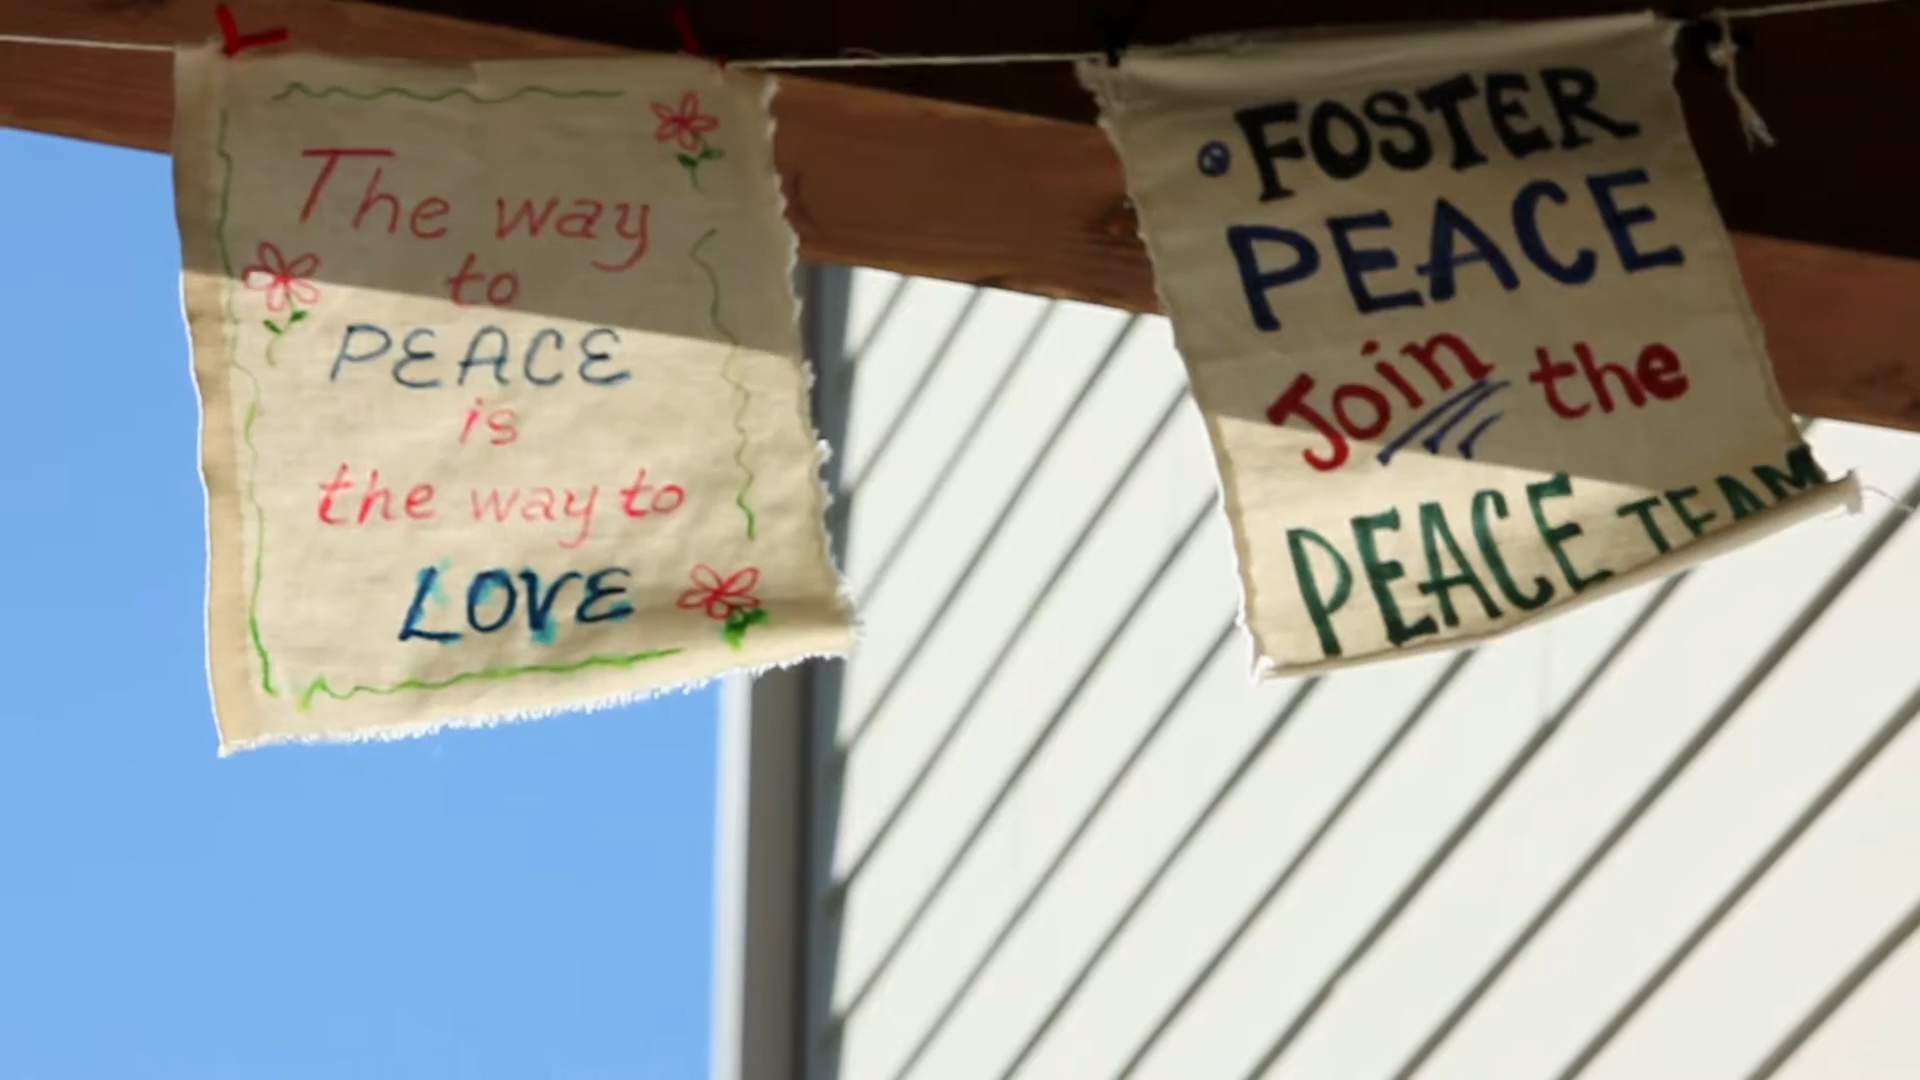 The way
to
PEACE
is
the way to
LOVE
FOSTER
PEACE
Join the
PEACE TEAM